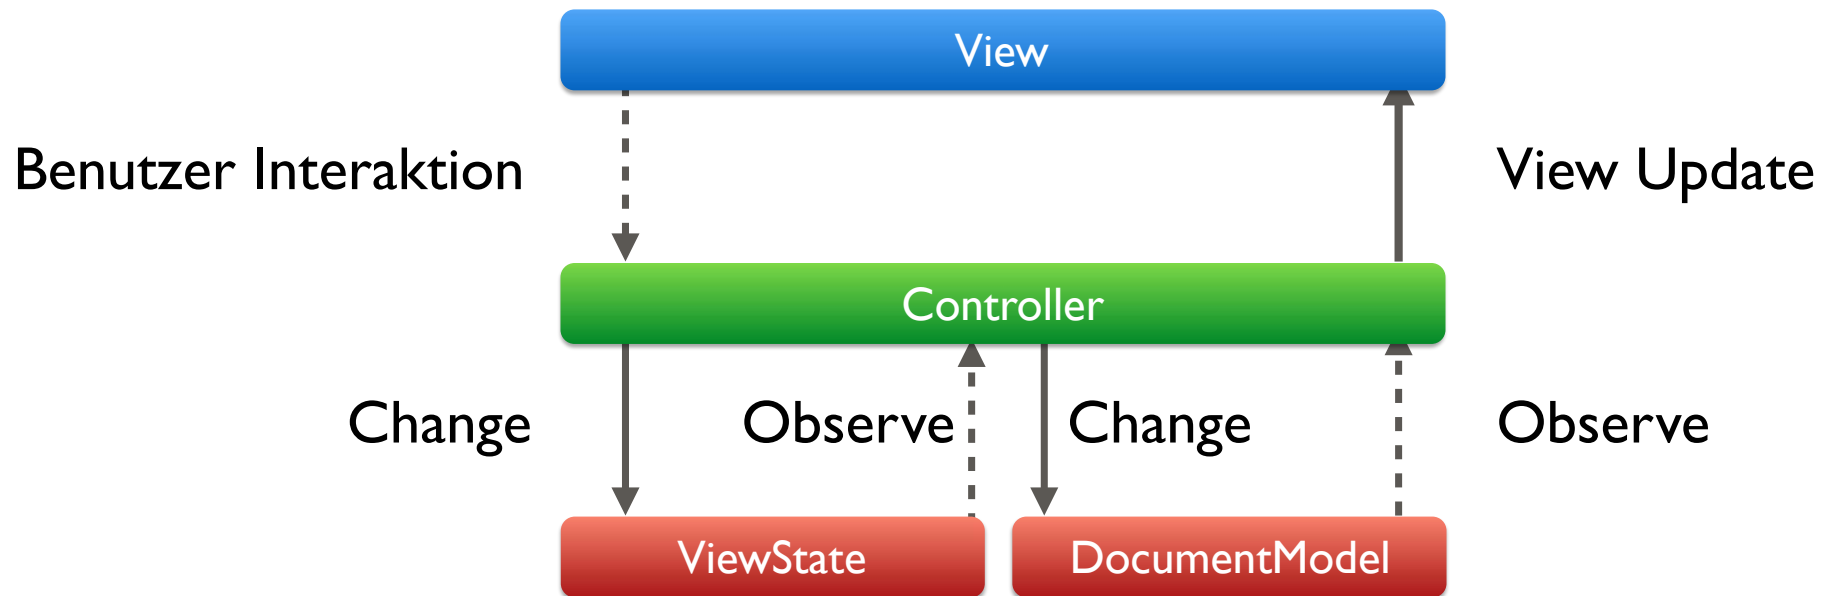 View
Benutzer Interaktion
View Update
Controller
Change
Observe
Change
Observe
ViewState
DocumentModel